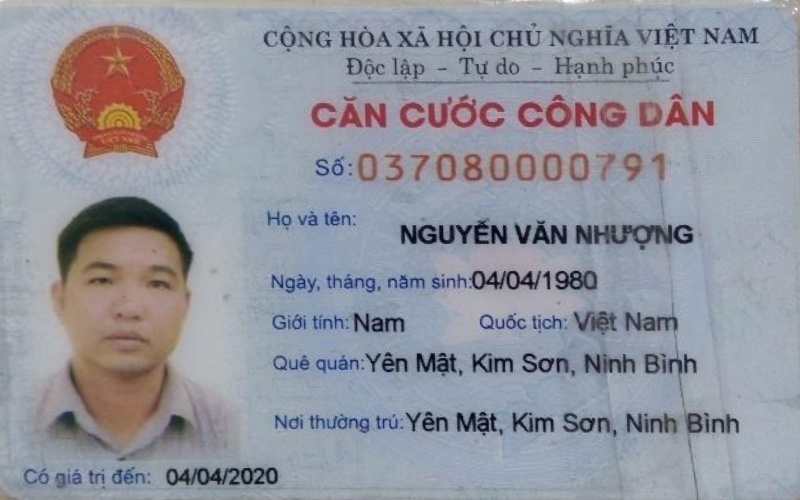 CỘNG HÒA XÃ HỘI CHỦ NGHĨA VIỆT NAM
Độc lập - Tự do - Hạnh phúc
CĂN CƯỚC CÔNG DÂN
Số: 037080000791
Họ và tên: NGUYỄN VĂN NHƯỢNG
Ngày, tháng, năm sinh: 04/04/1980
Giới tính: Nam Quốc tịch: Việt Nam
Quê quán: Yên Mật, Kim Sơn, Ninh Bình
Nơi thường trú: Yên Mật, Kim Sơn, Ninh Bình
Có giá trị đến: 04/04/2020